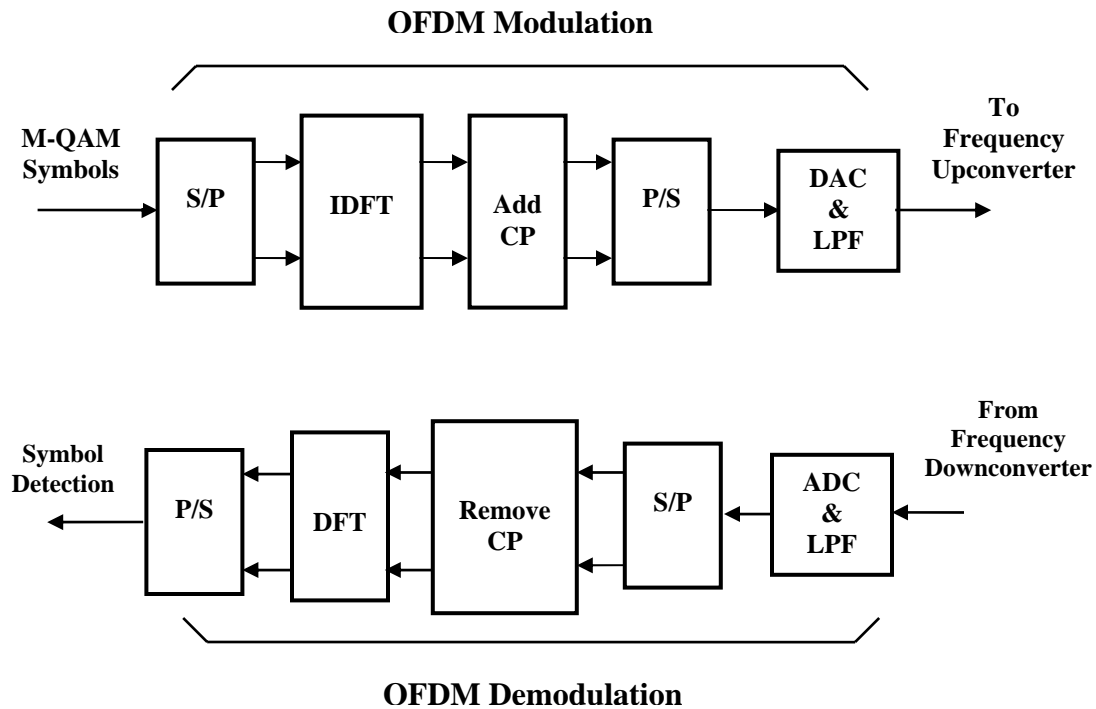 OFDM Modulation
M-QAM
Symbols
S/P
IDFT
Add
CP
P/S
DAC
&
LPF
To
Frequency
Upconverter
Symbol
Detection
P/S
DFT
Remove
CP
S/P
ADC
&
LPF
From
Frequency
Downconverter
OFDM Demodulation